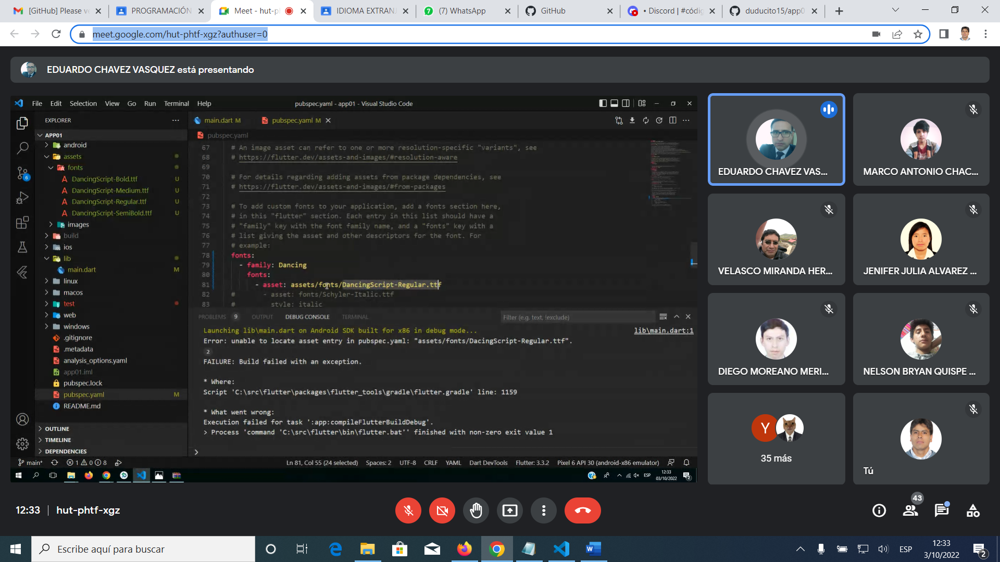 [GitHub] Please ve
PROGRAMACIÓN
Meet - hut-ph
IDIOMA EXTRANJ
(7) WhatsApp
GitHub
• Discord | #códig
duducito15/app0
meet.google.com/hut-phtf-xgz?authuser=0
EDUARDO CHAVEZ VASQUEZ está presentando
File Edit Selection View Go Run Terminal Help
pubspec.yaml - app01 - Visual Studio Code
EXPLORER
main.dart M
pubspec.yaml M
APP01
pubspec.yaml
android
assets
fonts
DancingScript-Bold.ttf U
DancingScript-Medium.ttf U
DancingScript-Regular.ttf U
DancingScript-SemiBold.ttf U
images
build
ios
lib
main.dart M
linux
macos
test
web
windows
.gitignore
.metadata
analysis_options.yaml
app01.iml
pubspec.lock
pubspec.yaml M
README.md
OUTLINE
TIMELINE
DEPENDENCIES
6
67 # An image asset can refer to one or more resolution-specific "variants", see
68 # https://flutter.dev/assets-and-images/#resolution-aware
69
70 # For details regarding adding assets from package dependencies, see
71 # https://flutter.dev/assets-and-images/#from-packages
72
73 # To add custom fonts to your application, add a fonts section here,
74 # in this "flutter" section. Each entry in this list should have a
75 # "family" key with the font family name, and a "fonts" key with a
76 # list giving the asset and other descriptors for the font. For
77 # example:
78 fonts:
79 - family: Dancing
80 fonts:
81 - asset: assets/fonts/DancingScript-Regular.ttf
82 # - asset: fonts/Schyler-Italic.ttf
83 # style: italic
PROBLEMS 9 OUTPUT DEBUG CONSOLE TERMINAL
Filter (e.g. text, !exclude)
Launching lib\main.dart on Android SDK built for x86 in debug mode...
lib\main.dart:1
Error: unable to locate asset entry in pubspec.yaml: "assets/fonts/DacingScript-Regular.ttf".
2
FAILURE: Build failed with an exception.
* Where:
Script 'C:\src\flutter\packages\flutter_tools\gradle\flutter.gradle' line: 1159
* What went wrong:
Execution failed for task ':app:compileFlutterBuildDebug'.
> Process 'command 'C:\src\flutter\bin\flutter.bat'' finished with non-zero exit value 1
main* 1 0 8
Ln 81, Col 55 (24 selected) Spaces: 2 UTF-8 CRLF YAML Dart DevTools Flutter: 3.3.2 Pixel 6 API 30 (android-x86 emulator)
ESP
12:33
03/10/2022
2
EDUARDO CHAVEZ VAS...
MARCO ANTONIO CHAC...
VELASCO MIRANDA HER...
JENIFER JULIA ALVAREZ ...
DIEGO MOREANO MERI...
NELSON BRYAN QUISPE ...
Y
35 más
Tú
12:33 | hut-phtf-xgz
43
Escribe aquí para buscar
ESP
12:33
3/10/2022
2